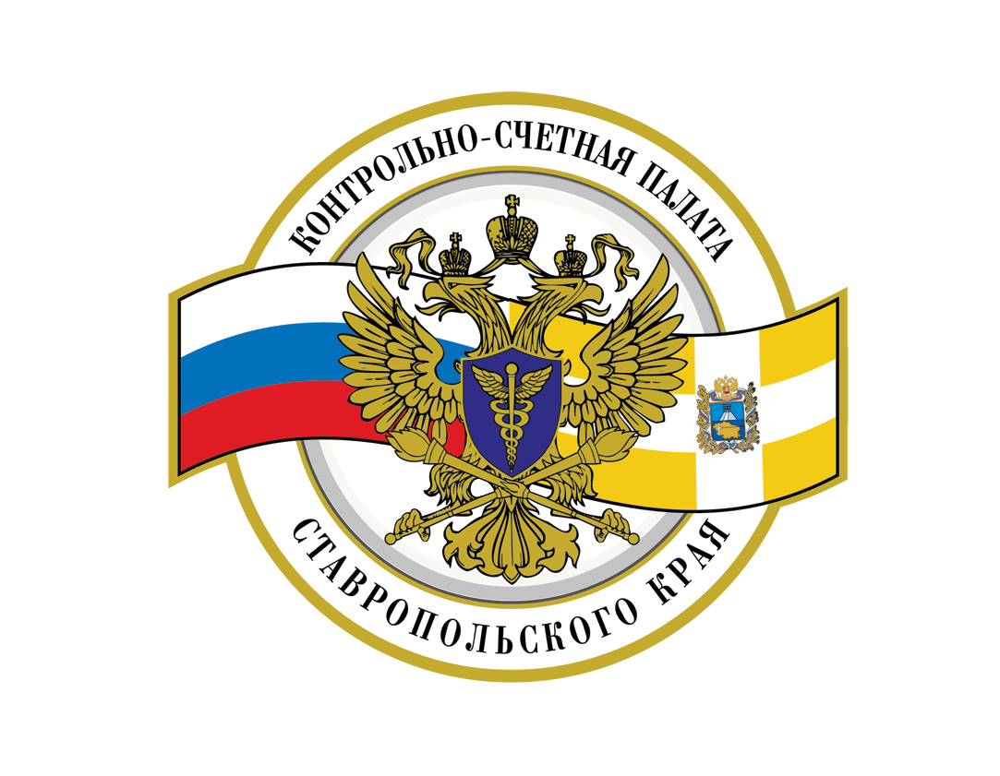 КОНТРОЛЬНО-СЧЕТНАЯ ПАЛАТА
СТАВРОПОЛЬСКОГО КРАЯ